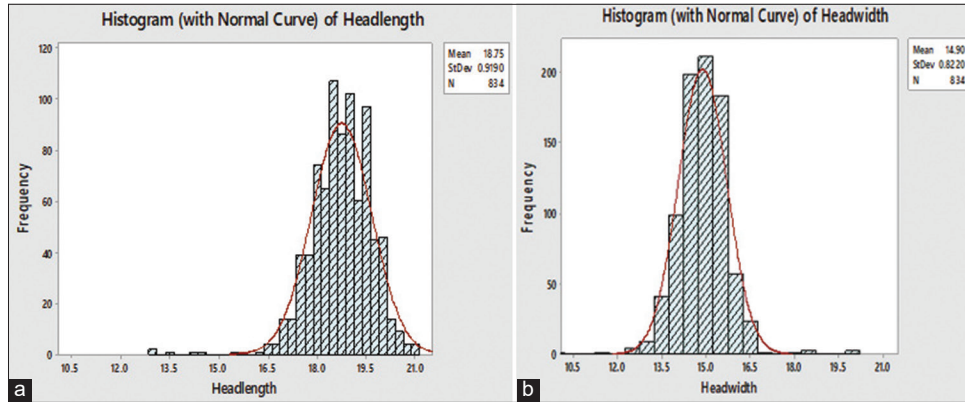 Histogram (with Normal Curve) of Headlength
120
100
80
60
40
20
0
Frequency
Mean 18.75
StDev 0.9190
N 834
10.5 12.0 13.5 15.0 16.5 18.0 19.5 21.0
Headlength
a
Histogram (with Normal Curve) of Headwidth
200
150
100
50
0
Frequency
Mean 14.90
StDev 0.8220
N 834
10.5 12.0 13.5 15.0 16.5 18.0 19.5 21.0
Headwidth
b